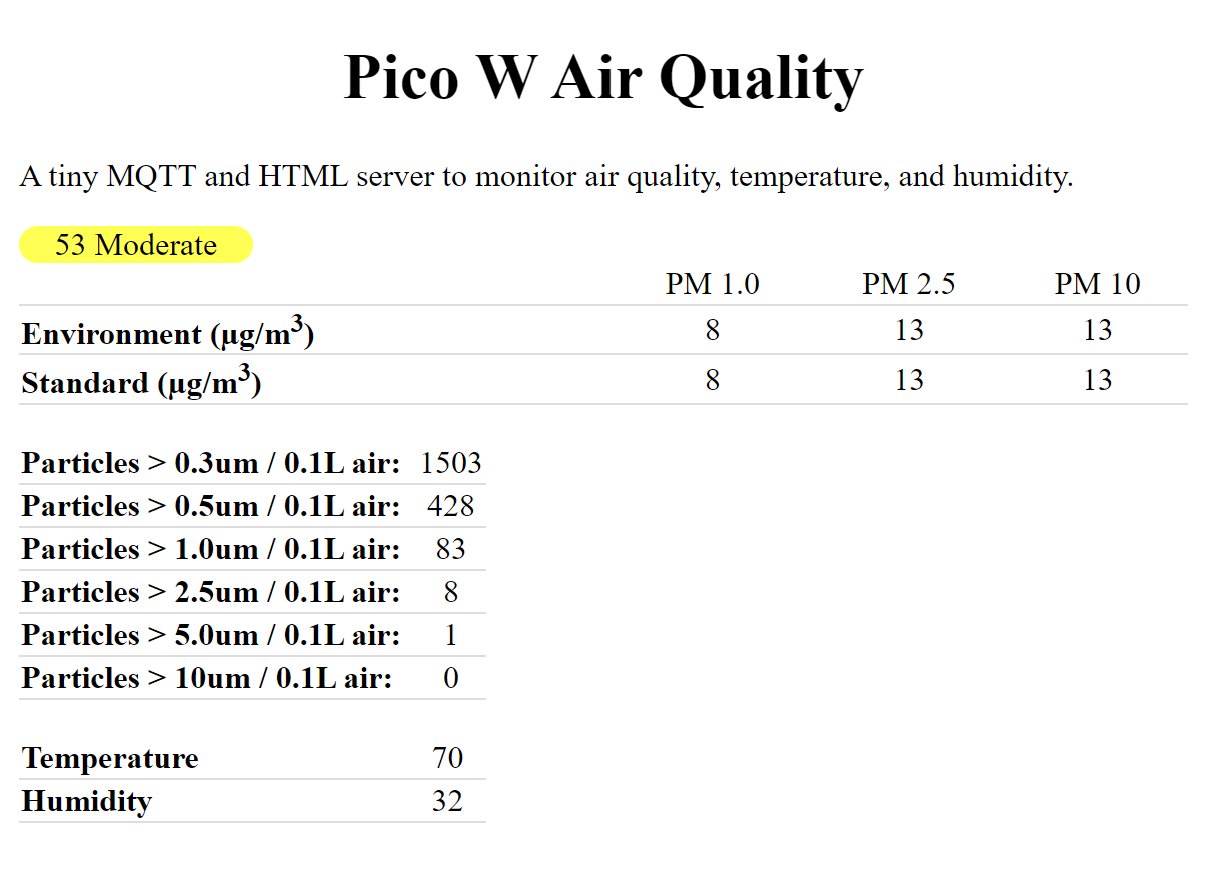 Pico W Air Quality
A tiny MQTT and HTML server to monitor air quality, temperature, and humidity.
53 Moderate
PM 1.0 PM 2.5 PM 10
Environment (μg/m³) 8 13 13
Standard (μg/m³) 8 13 13
Particles > 0.3um / 0.1L air: 1503
Particles > 0.5um / 0.1L air: 428
Particles > 1.0um / 0.1L air: 83
Particles > 2.5um / 0.1L air: 8
Particles > 5.0um / 0.1L air: 1
Particles > 10um / 0.1L air: 0
Temperature 70
Humidity 32